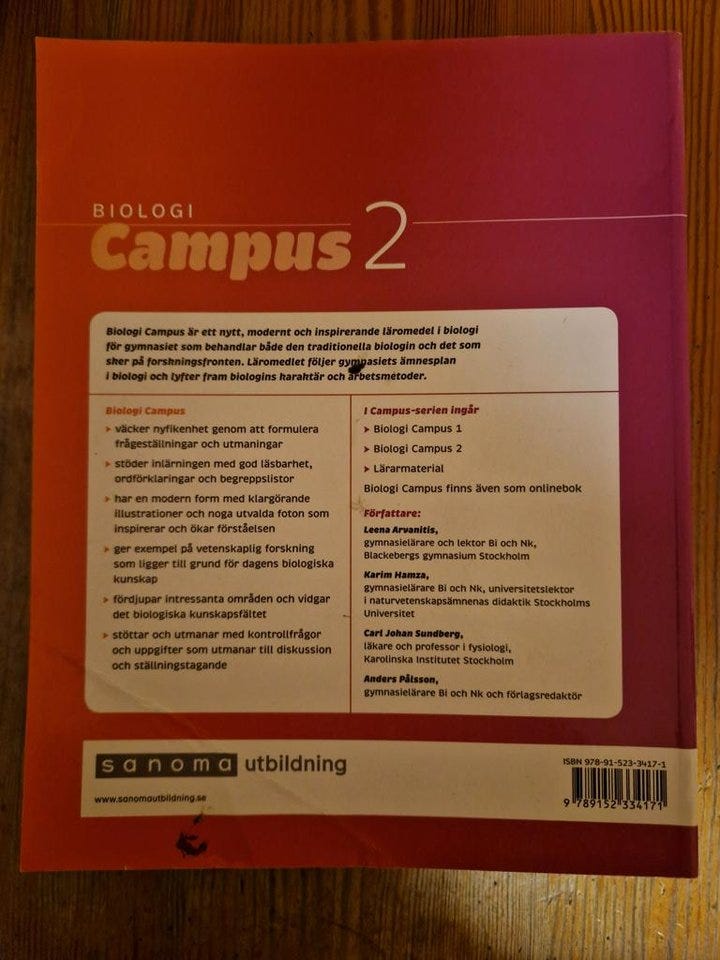 BIOLOGI
Campus 2
Biologi Campus är ett nytt, modernt och inspirerande läromedel i biologi
för gymnasiet som behandlar både den traditionella biologin och det som
sker på forskningsfronten. Läromedlet följer gymnasiets ämnesplan
i biologi och lyfter fram biologins karaktär och arbetsmetoder.
Biologi Campus
väcker nyfikenhet genom att formulera
frågeställningar och utmaningar
stöder inlärningen med god läsbarhet,
ordförklaringar och begreppslistor
har en modern form med klargörande
illustrationer och noga utvalda foton som
inspirerar och ökar förståelsen
ger exempel på vetenskaplig forskning
som ligger till grund för dagens biologiska
kunskap
fördjupar intressanta områden och vidgar
det biologiska kunskapsfältet
stöttar och utmanar med kontrollfrågor
och uppgifter som utmanar till diskussion
och ställningstagande
I Campus-serien ingår
Biologi Campus 1
Biologi Campus 2
Lärarmaterial
Biologi Campus finns även som onlinebok
Författare:
Leena Arvanitis,
gymnasielärare och lektor Bi och Nk,
Blackebergs gymnasium Stockholm
Karim Hamza,
gymnasielärare Bi och Nk, universitetslektor
i naturvetenskapsämnenas didaktik Stockholms
Universitet
Carl Johan Sundberg,
läkare och professor i fysiologi,
Karolinska Institutet Stockholm
Anders Pålsson,
gymnasielärare Bi och Nk och förlagsredaktör
sanoma utbildning
www.sanomautbildning.se
ISBN 978-91-523-3417-1
9 789152 334171